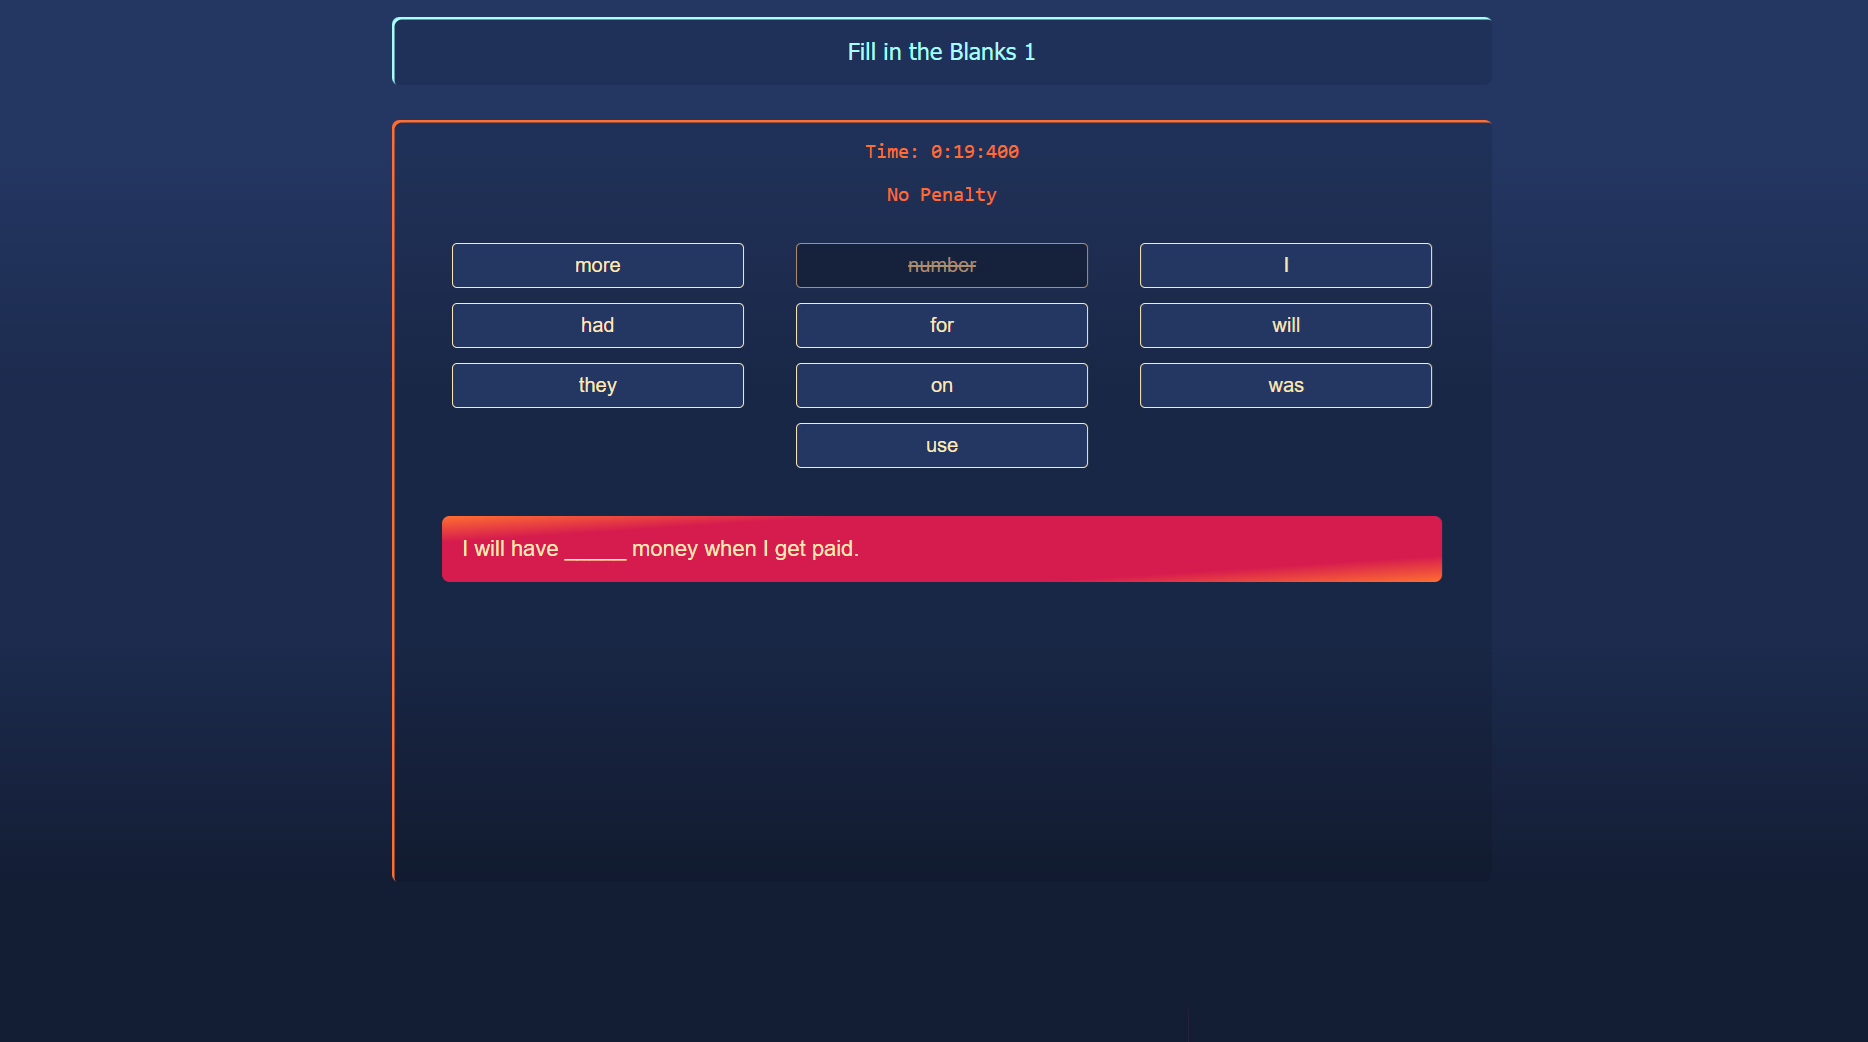 Fill in the Blanks 1
Time: 0:19:400
No Penalty
more number I
had for will
they on was
use
I will have _____ money when I get paid.